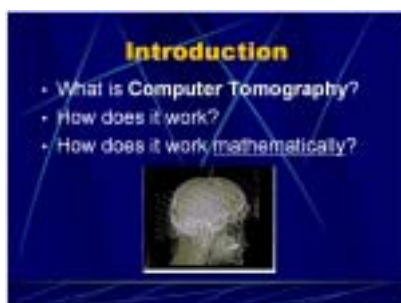 Introduction
• What is Computer Tomography?
• How does it work?
• How does it work mathematically?